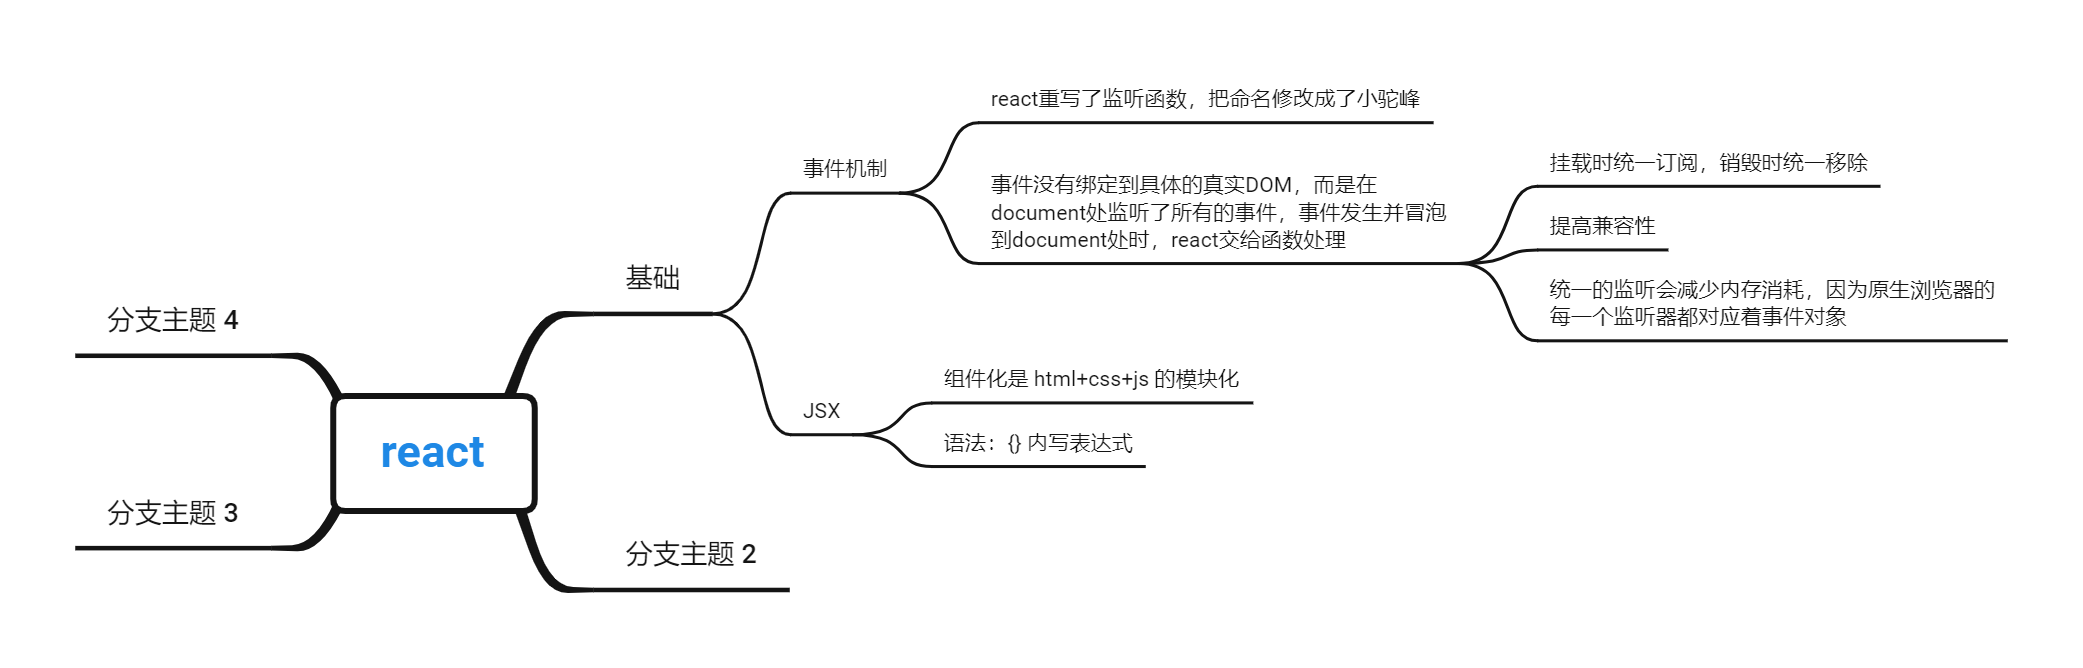 react
基础
事件机制
react重写了监听函数，把命名修改成了小驼峰
事件没有绑定到具体的真实DOM，而是在
document处监听了所有的事件，事件发生并冒泡
到document处时，react交给函数处理
挂载时统一订阅，销毁时统一移除
提高兼容性
统一的监听会减少内存消耗，因为原生浏览器的
每一个监听器都对应着事件对象
JSX
组件化是 html+css+js 的模块化
语法：{} 内写表达式
分支主题 2
分支主题 3
分支主题 4